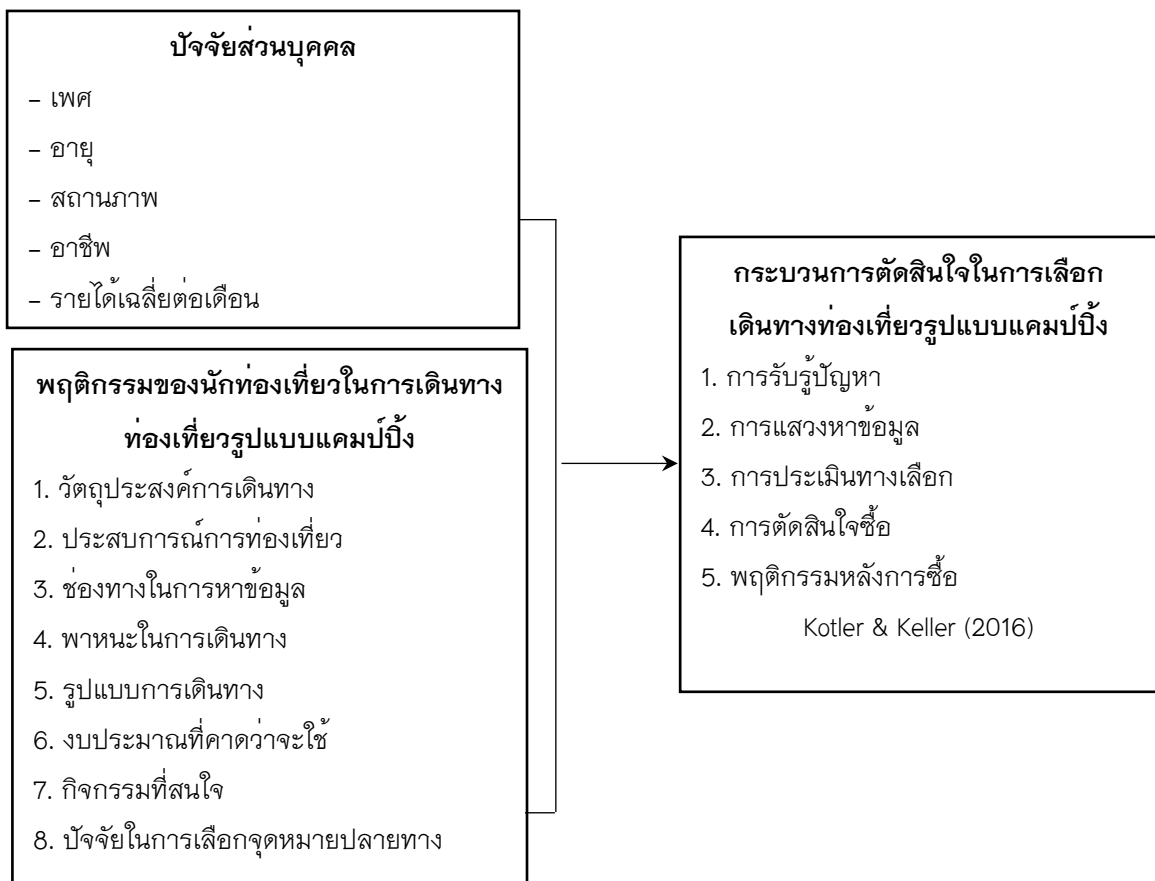 ปัจจัยส่วนบุคคล
– เพศ
– อายุ
– สถานภาพ
– อาชีพ
– รายได้เฉลี่ยต่อเดือน
พฤติกรรมของนักท่องเที่ยวในการเดินทาง
ท่องเที่ยวรูปแบบแคมป์ปิ้ง
1. วัตถุประสงค์การเดินทาง
2. ประสบการณ์การท่องเที่ยว
3. ช่องทางในการหาข้อมูล
4. พาหนะในการเดินทาง
5. รูปแบบการเดินทาง
6. งบประมาณที่คาดว่าจะใช้
7. กิจกรรมที่สนใจ
8. ปัจจัยในการเลือกจุดหมายปลายทาง
กระบวนการตัดสินใจในการเลือก
เดินทางท่องเที่ยวรูปแบบแคมป์ปิ้ง
1. การรับรู้ปัญหา
2. การแสวงหาข้อมูล
3. การประเมินทางเลือก
4. การตัดสินใจซื้อ
5. พฤติกรรมหลังการซื้อ
Kotler & Keller (2016)